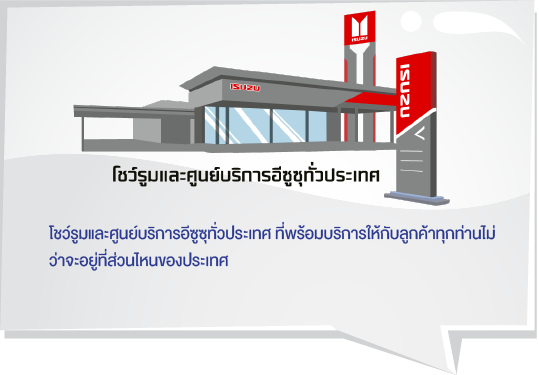 ISUZU
ISUZU
ISUZU
โชว์รูมและศูนย์บริการอีซูซุทั่วประเทศ
โชว์รูมและศูนย์บริการอีซูซุทั่วประเทศ ที่พร้อมบริการให้กับลูกค้าทุกท่านไม่
ว่าจะอยู่ที่ส่วนไหนของประเทศ